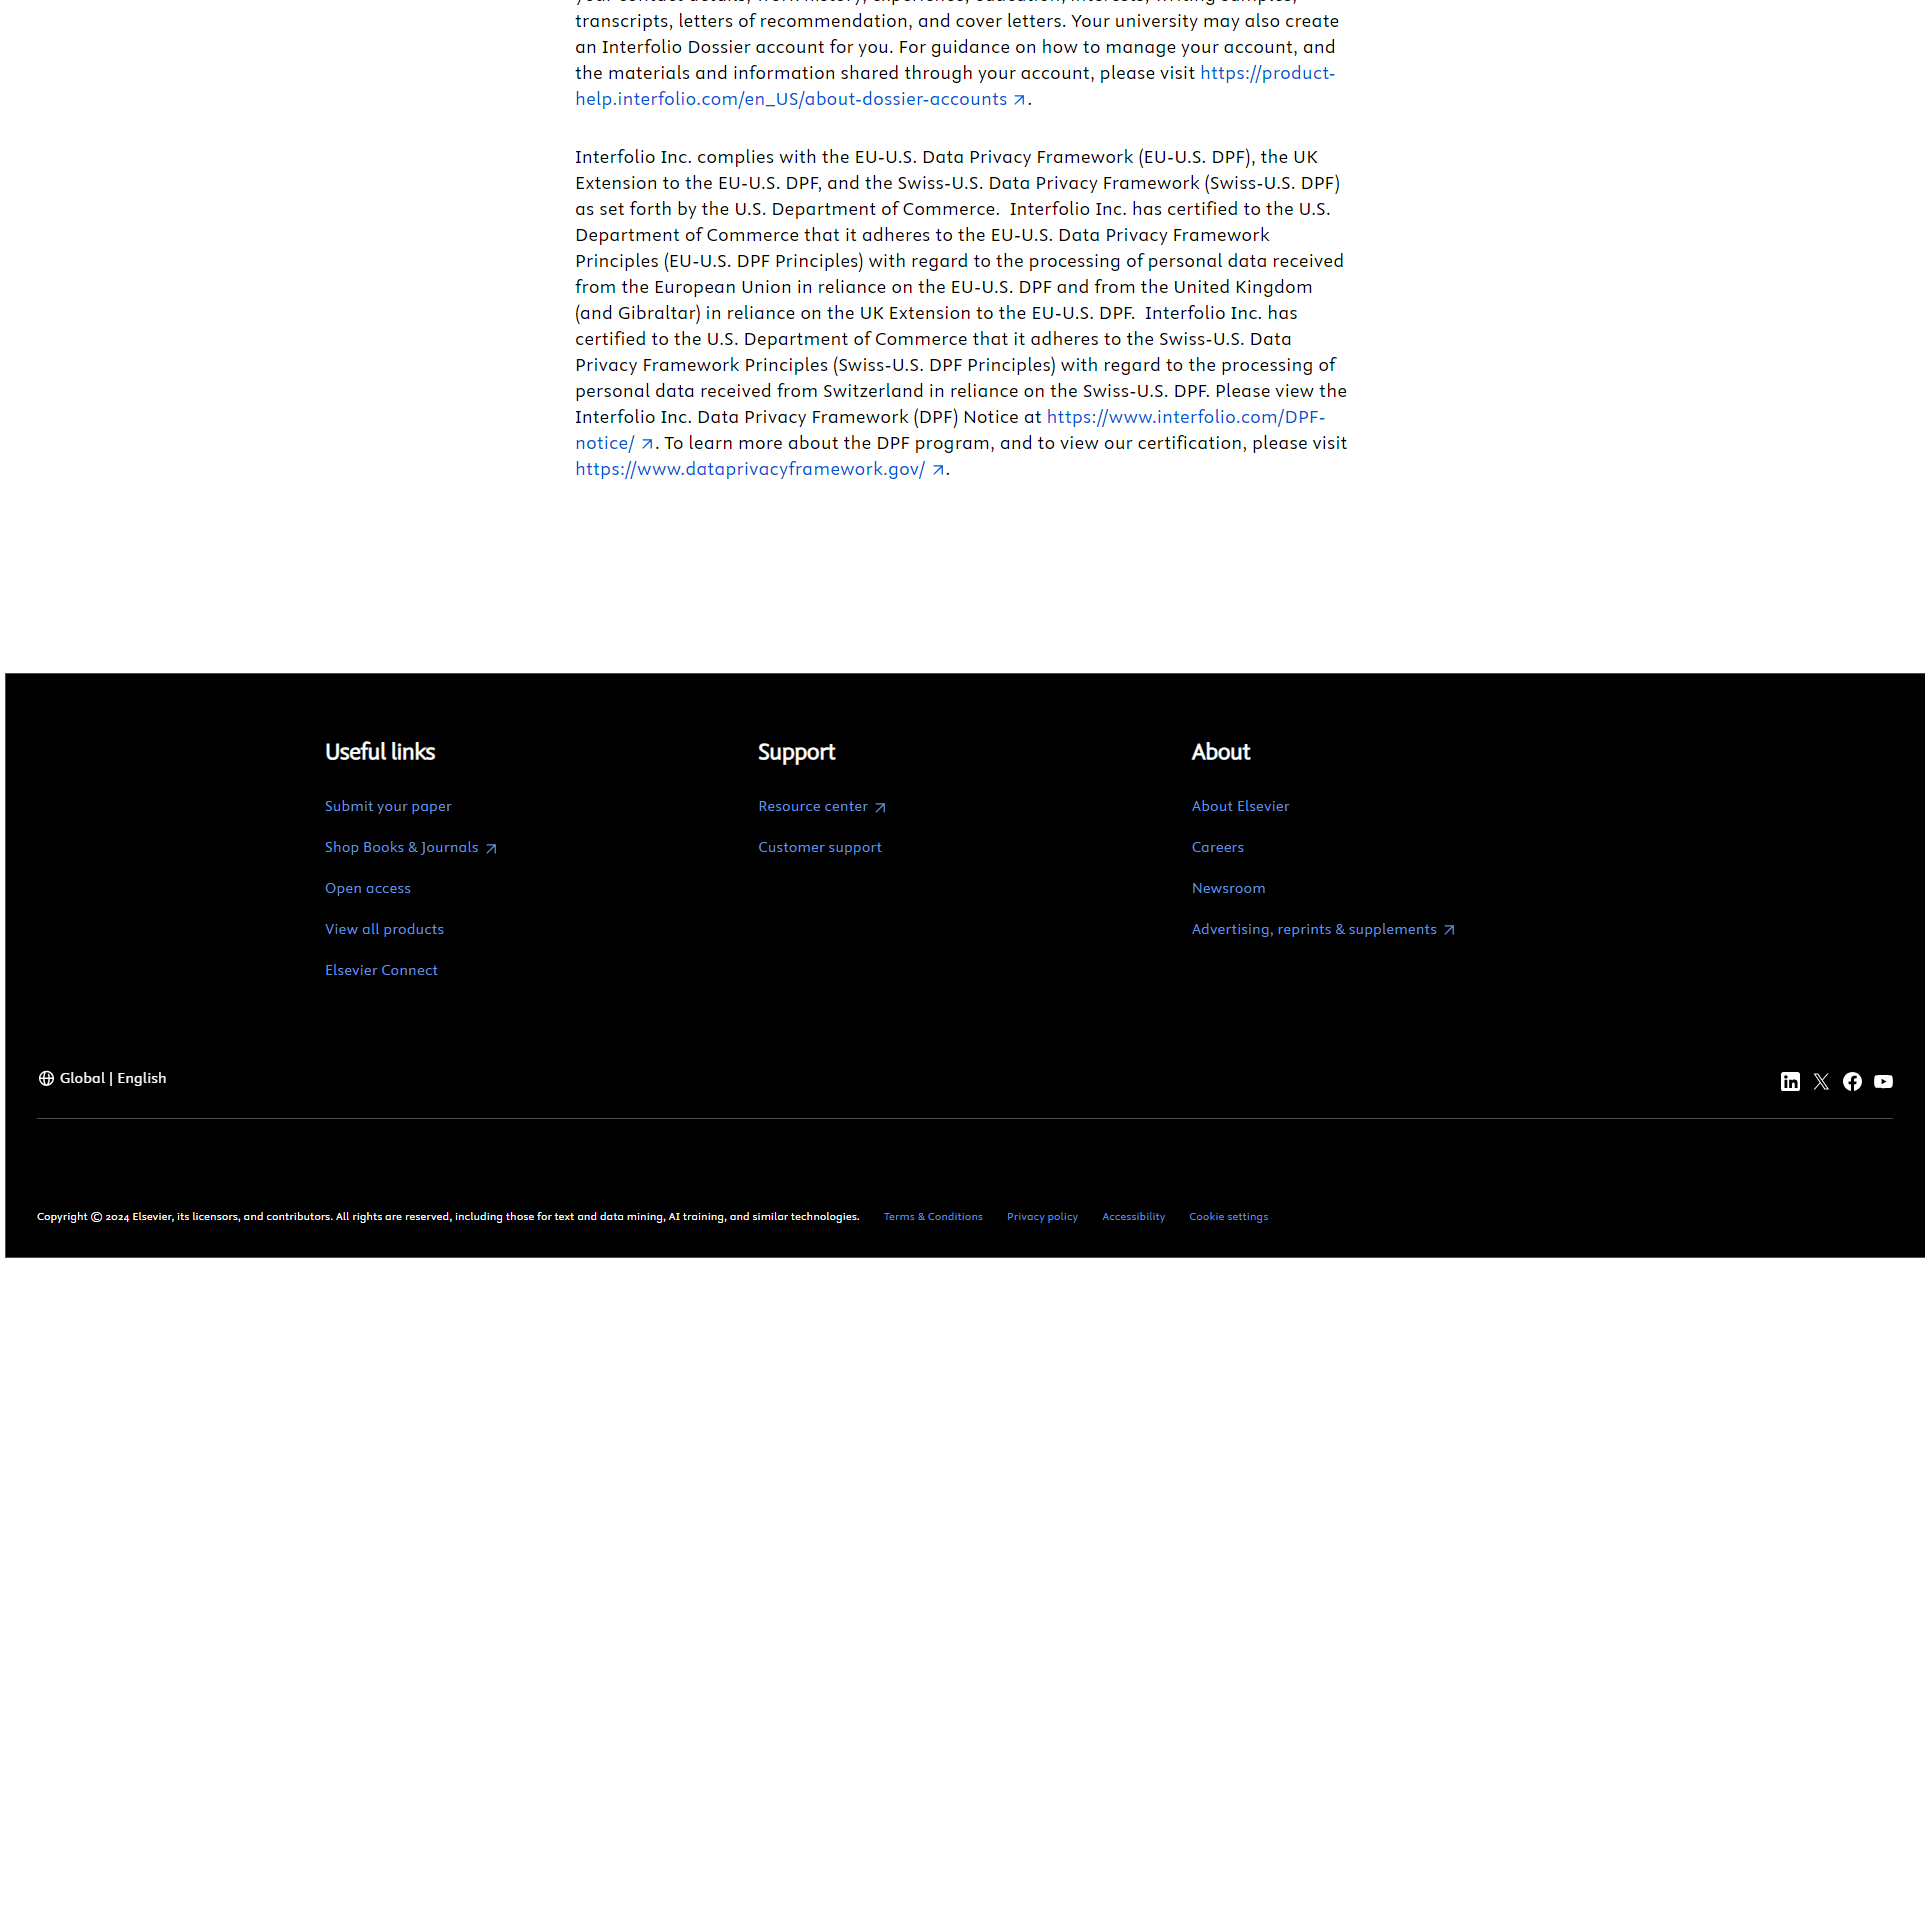 your contact details, work history, experience, education, interests, writing samples,
transcripts, letters of recommendation, and cover letters. Your university may also create
an Interfolio Dossier account for you. For guidance on how to manage your account, and
the materials and information shared through your account, please visit https://product-
help.interfolio.com/en_US/about-dossier-accounts.
Interfolio Inc. complies with the EU-U.S. Data Privacy Framework (EU-U.S. DPF), the UK
Extension to the EU-U.S. DPF, and the Swiss-U.S. Data Privacy Framework (Swiss-U.S. DPF)
as set forth by the U.S. Department of Commerce.  Interfolio Inc. has certified to the U.S.
Department of Commerce that it adheres to the EU-U.S. Data Privacy Framework
Principles (EU-U.S. DPF Principles) with regard to the processing of personal data received
from the European Union in reliance on the EU-U.S. DPF and from the United Kingdom
(and Gibraltar) in reliance on the UK Extension to the EU-U.S. DPF.  Interfolio Inc. has
certified to the U.S. Department of Commerce that it adheres to the Swiss-U.S. Data
Privacy Framework Principles (Swiss-U.S. DPF Principles) with regard to the processing of
personal data received from Switzerland in reliance on the Swiss-U.S. DPF. Please view the
Interfolio Inc. Data Privacy Framework (DPF) Notice at https://www.interfolio.com/DPF-
notice/. To learn more about the DPF program, and to view our certification, please visit
https://www.dataprivacyframework.gov/.
Useful links
Submit your paper
Shop Books & Journals
Open access
View all products
Elsevier Connect
Support
Resource center
Customer support
About
About Elsevier
Careers
Newsroom
Advertising, reprints & supplements
Global | English
Copyright © 2024 Elsevier, its licensors, and contributors. All rights are reserved, including those for text and data mining, AI training, and similar technologies. Terms & Conditions Privacy policy Accessibility Cookie settings